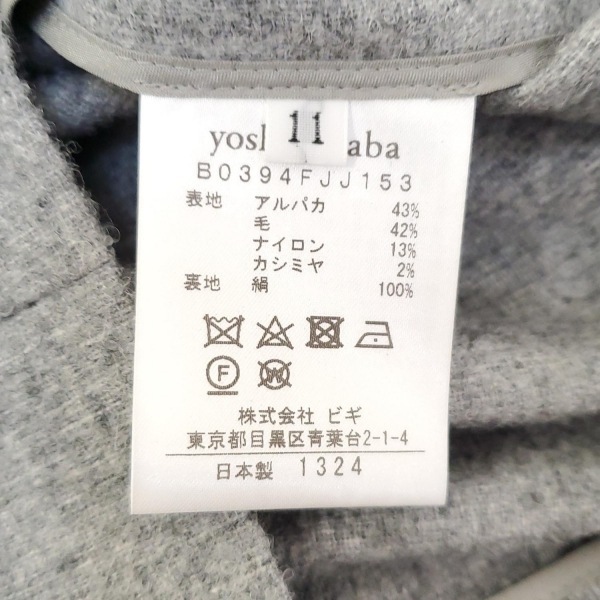 yosl 11 aba
B0394FJJ153
表地 アルパカ 43%
毛 42%
ナイロン 13%
カシミヤ 2%
裏地 絹 100%
F W
株式会社 ビギ
東京都目黒区青葉台2-1-4
日本製 1324